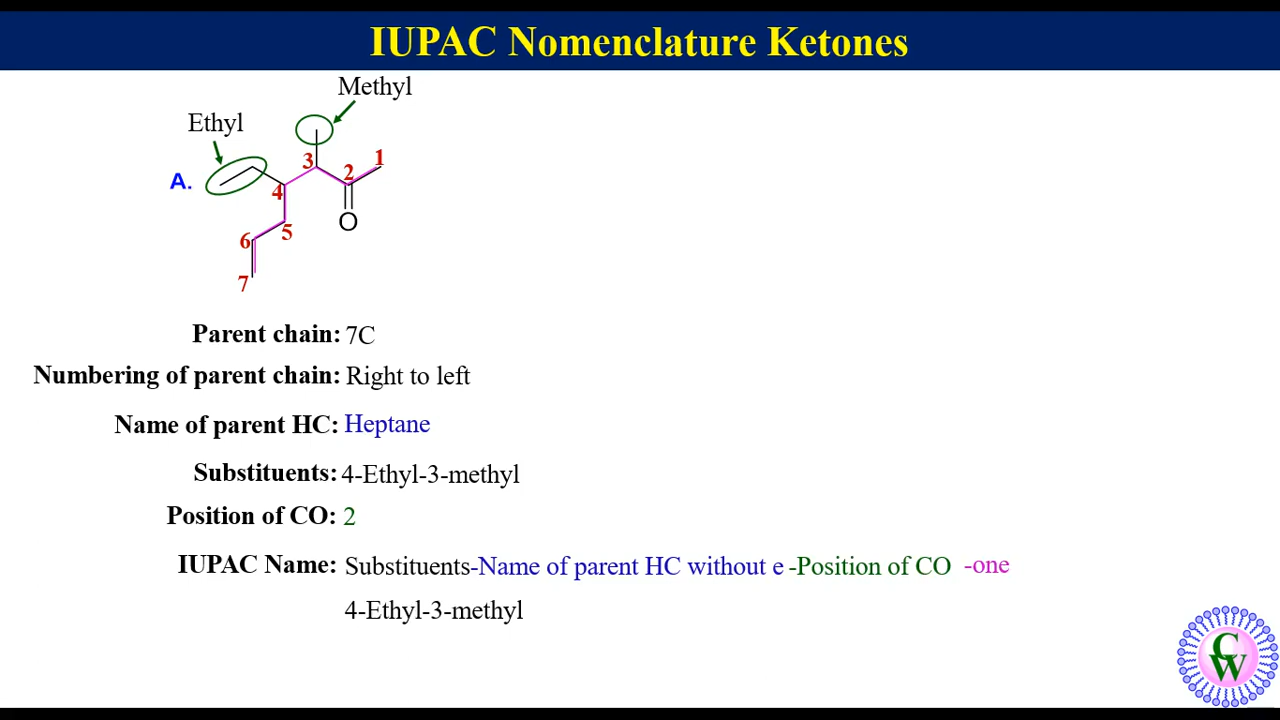 IUPAC Nomenclature Ketones
Methyl
Ethyl
3
1
2
A.
4
O
5
6
7
Parent chain: 7C
Numbering of parent chain: Right to left
Name of parent HC: Heptane
Substituents: 4-Ethyl-3-methyl
Position of CO: 2
IUPAC Name: Substituents-Name of parent HC without e -Position of CO -one
4-Ethyl-3-methyl
C
W